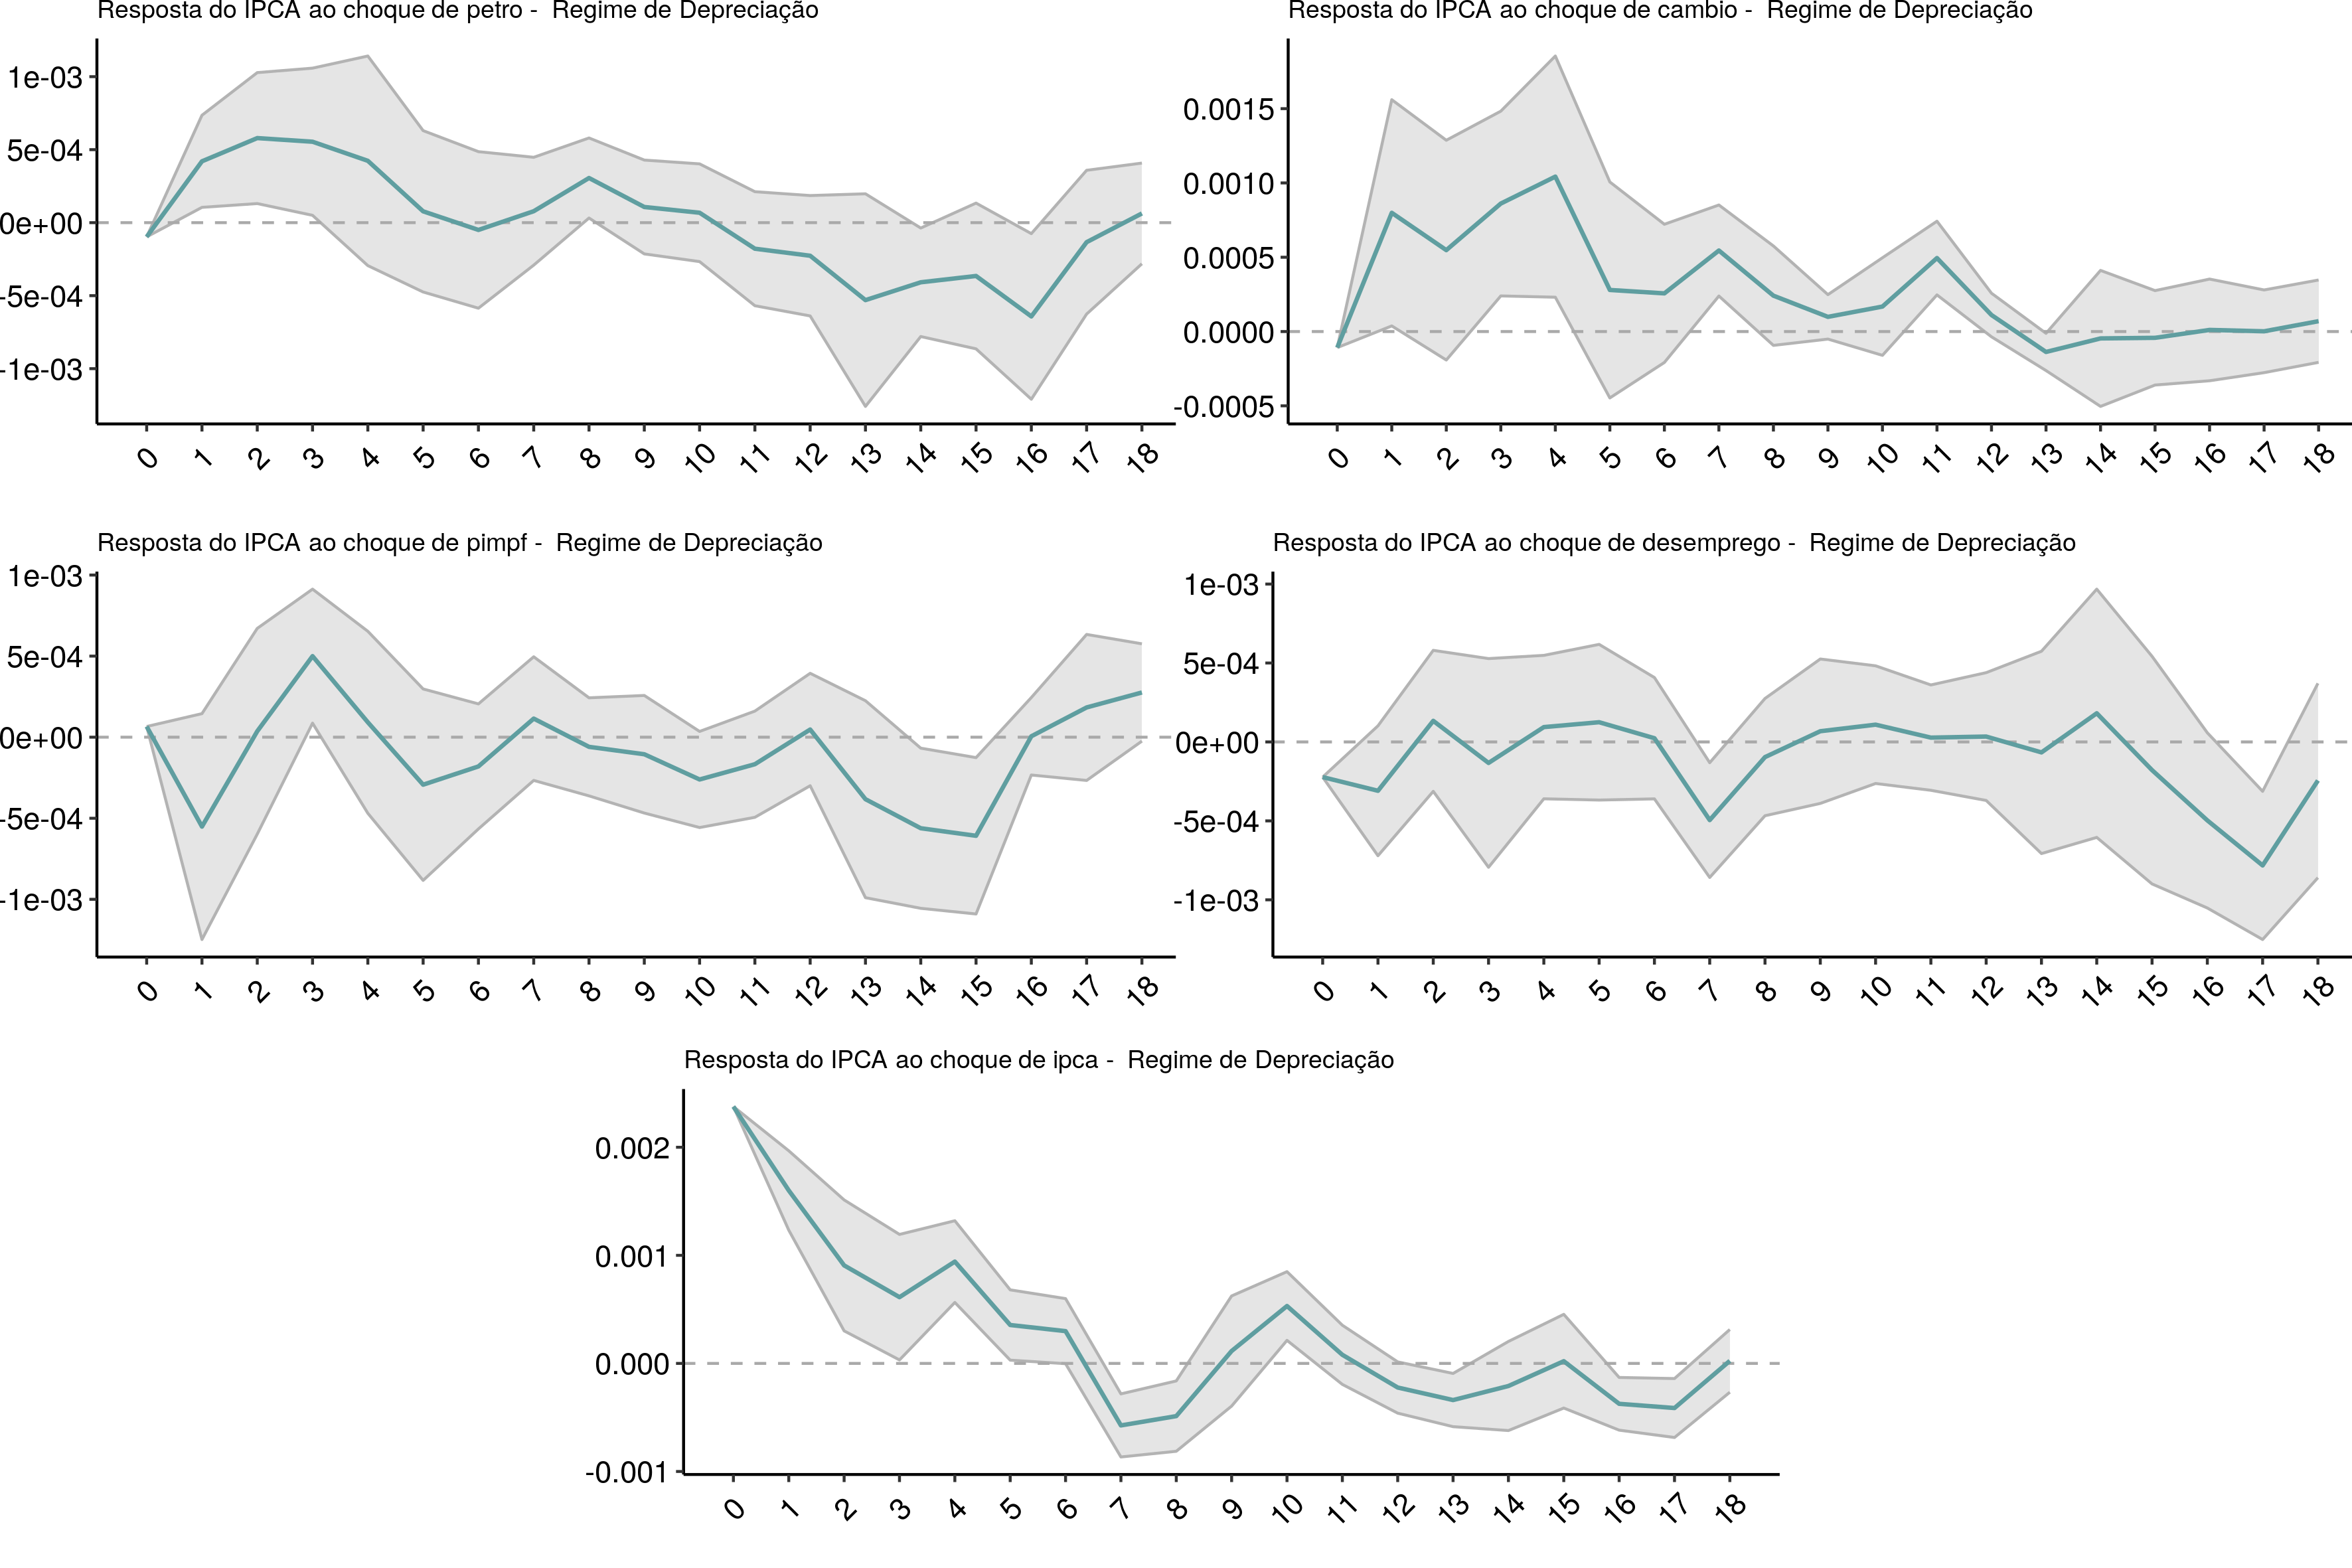 Resposta do IPCA ao choque de petro - Regime de Depreciação
1e-03
5e-04
0e+00
-5e-04
-1e-03
0 1 2 3 4 5 6 7 8 9 10 11 12 13 14 15 16 17 18
Resposta do IPCA ao choque de cambio - Regime de Depreciação
0.0015
0.0010
0.0005
0.0000
-0.0005
0 1 2 3 4 5 6 7 8 9 10 11 12 13 14 15 16 17 18
Resposta do IPCA ao choque de pimpf - Regime de Depreciação
1e-03
5e-04
0e+00
-5e-04
-1e-03
0 1 2 3 4 5 6 7 8 9 10 11 12 13 14 15 16 17 18
Resposta do IPCA ao choque de desemprego - Regime de Depreciação
1e-03
5e-04
0e+00
-5e-04
-1e-03
0 1 2 3 4 5 6 7 8 9 10 11 12 13 14 15 16 17 18
Resposta do IPCA ao choque de ipca - Regime de Depreciação
0.002
0.001
0.000
-0.001
0 1 2 3 4 5 6 7 8 9 10 11 12 13 14 15 16 17 18